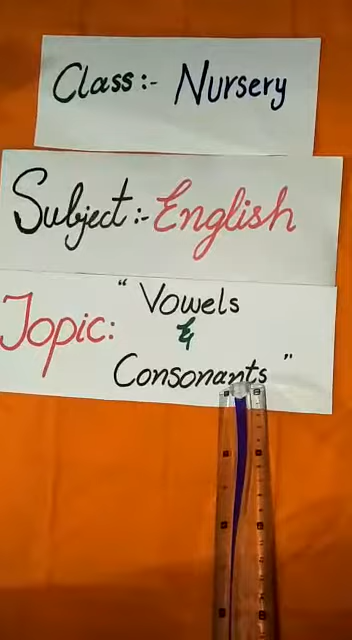 Class:- Nursery
Subject:- English
Topic: " Vowels
&
Consonants "